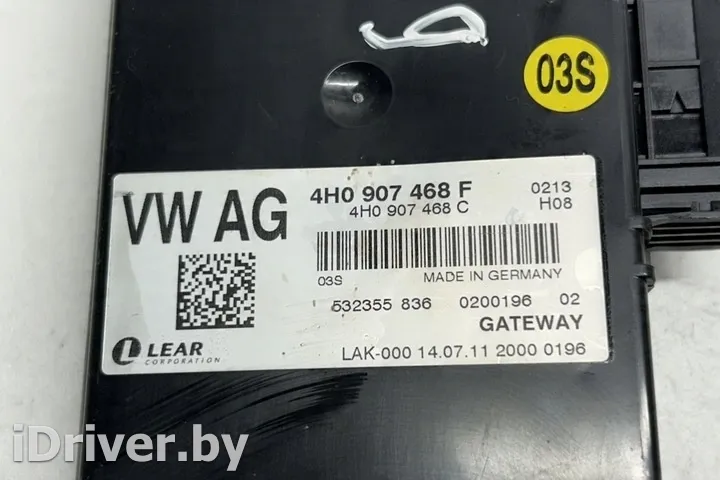 03S
VW AG
4H0 907 468 F
0213
4H0 907 468 C
H08
03S
MADE IN GERMANY
532355 836
0200196
02
GATEWAY
LEAR
CORPORATION
LAK-000 14.07.11 2000 0196
iDriver.by